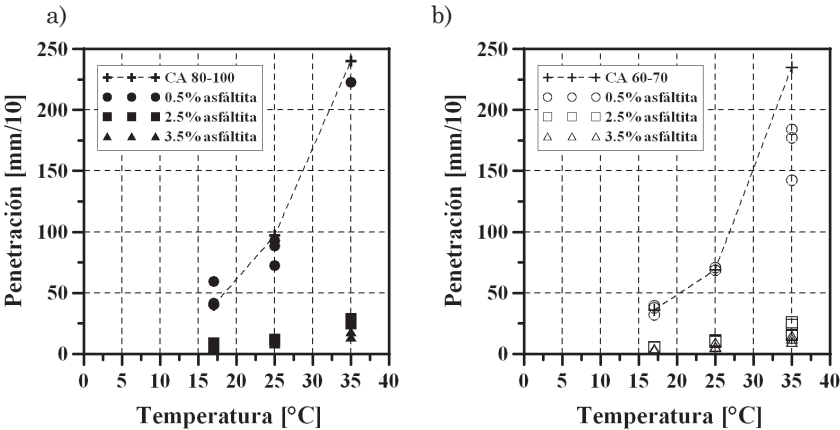 a)
250
200
150
100
50
0
Penetración [mm/10]
CA 80-100
0.5% asfáltita
2.5% asfáltita
3.5% asfáltita
0 5 10 15 20 25 30 35 40
Temperatura [°C]
b)
250
200
150
100
50
0
Penetración [mm/10]
CA 60-70
0.5% asfáltita
2.5% asfáltita
3.5% asfáltita
0 5 10 15 20 25 30 35 40
Temperatura [°C]